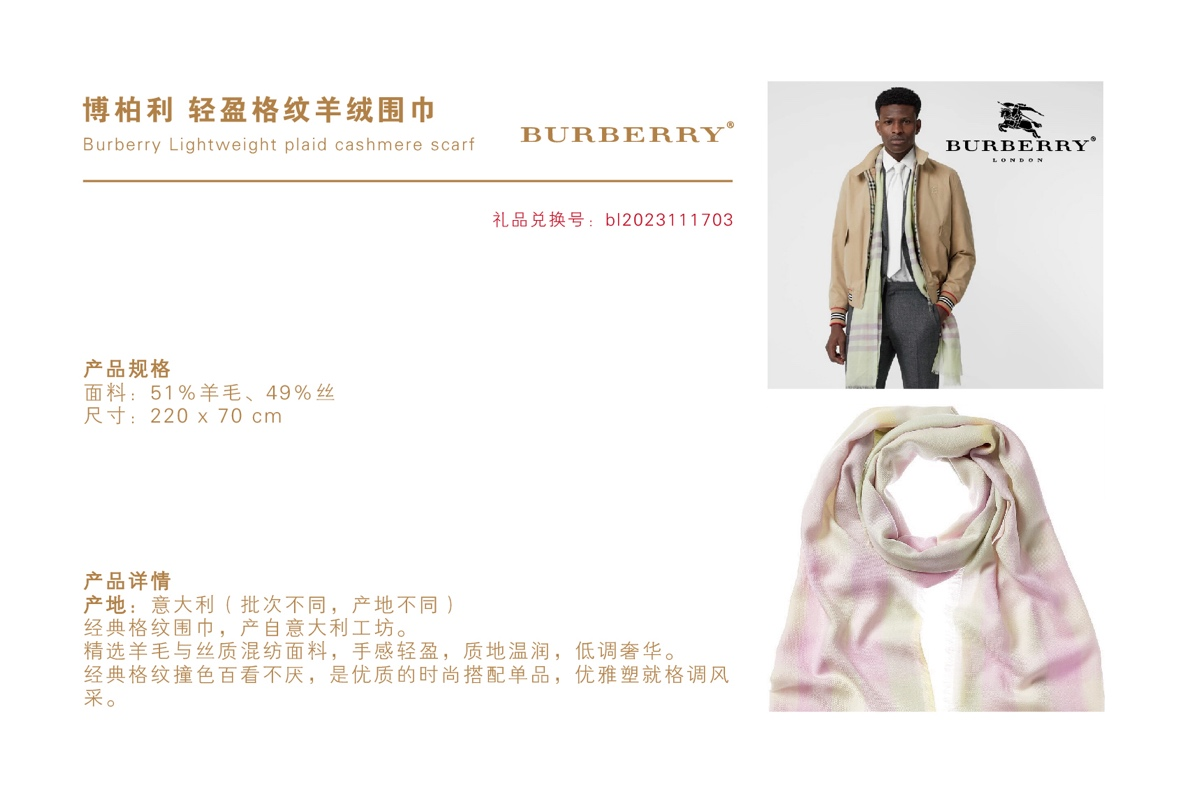 博柏利 轻盈格纹羊绒围巾
Burberry Lightweight plaid cashmere scarf
BURBERRY®
礼品兑换号：bl2023111703
产品规格
面料：51%羊毛、49%丝
尺寸：220 x 70 cm
产品详情
产地：意大利（批次不同，产地不同）
经典格纹围巾，产自意大利工坊。
精选羊毛与丝质混纺面料，手感轻盈，质地温润，低调奢华。
经典格纹撞色百看不厌，是优质的时尚搭配单品，优雅塑就格调风
采。
BURBERRY®
LONDON